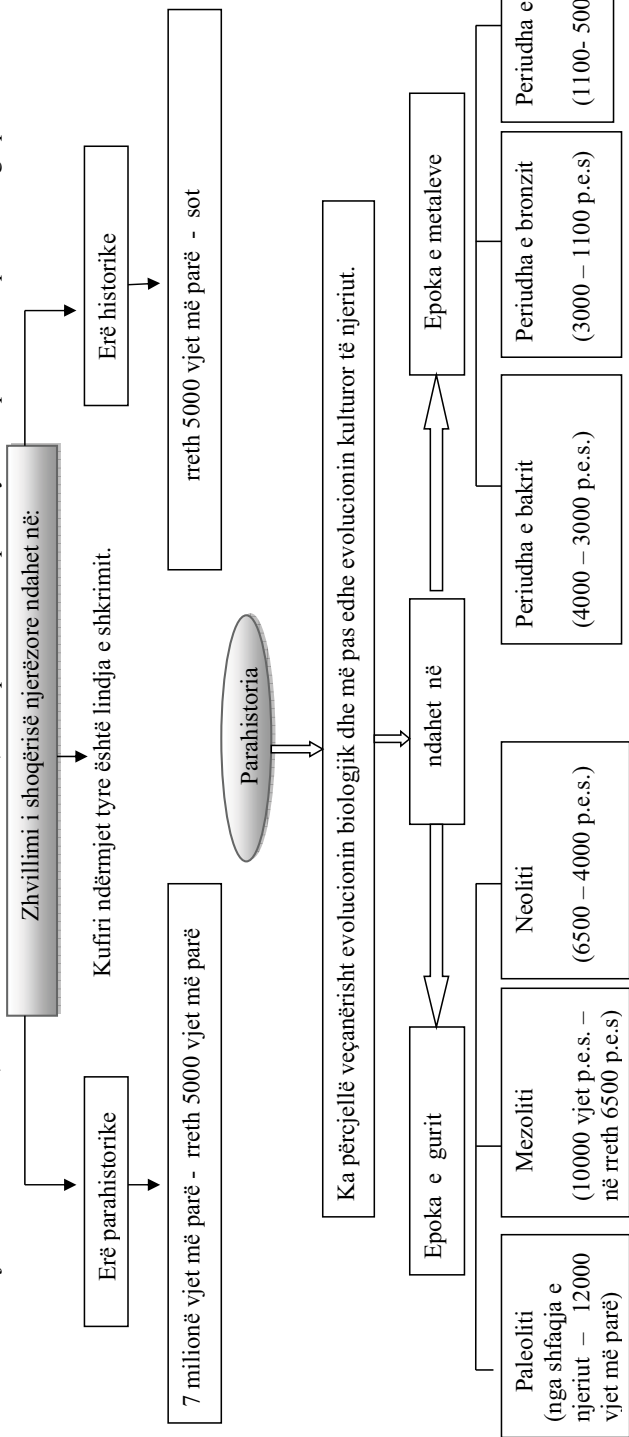 Zhvillimi i shoqërisë njerëzore ndahet në:
Erë parahistorike
Kufiri ndërmjet tyre është lindja e shkrimit.
Erë historike
7 milionë vjet më parë - rreth 5000 vjet më parë
rreth 5000 vjet më parë - sot
Parahistoria
Ka përcjellë veçanërisht evolucionin biologjik dhe më pas edhe evolucionin kulturor të njeriut.
Epoka e gurit
ndahet në
Epoka e metaleve
Paleoliti
(nga shfaqja e
njeriut – 12000
vjet më parë)
Mezoliti
(10000 vjet p.e.s. –
në rreth 6500 p.e.s)
Neoliti
(6500 – 4000 p.e.s.)
Periudha e bakrit
(4000 – 3000 p.e.s.)
Periudha e bronzit
(3000 – 1100 p.e.s)
Periudha e
(1100- 500